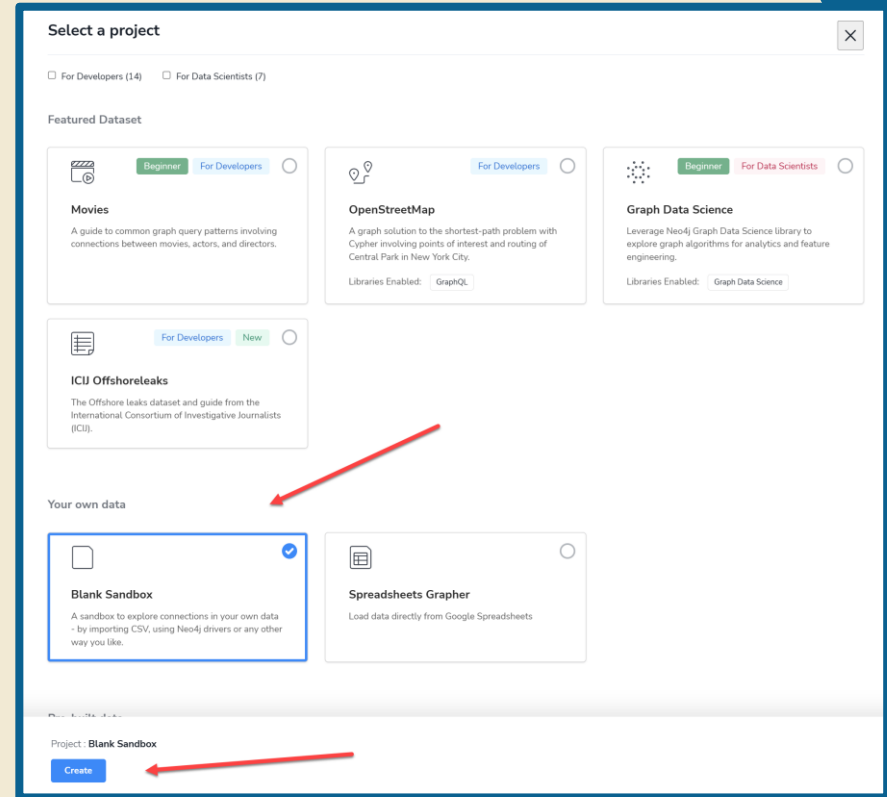 Select a project
For Developers (14) For Data Scientists (7)
Featured Dataset
Beginner For Developers
Movies
A guide to common graph query patterns involving
connections between movies, actors, and directors.
For Developers
OpenStreetMap
A graph solution to the shortest-path problem with
Cypher involving points of interest and routing of
Central Park in New York City.
Libraries Enabled: GraphQL
Beginner For Data Scientists
Graph Data Science
Leverage Neo4j Graph Data Science library to
explore graph algorithms for analytics and feature
engineering.
Libraries Enabled: Graph Data Science
For Developers New
ICIJ Offshoreleaks
The Offshore leaks dataset and guide from the
International Consortium of Investigative Journalists
(ICIJ).
Your own data
Blank Sandbox
A sandbox to explore connections in your own data
- by importing CSV, using Neo4j drivers or any other
way you like.
Spreadsheets Grapher
Load data directly from Google Spreadsheets
Project : Blank Sandbox
Create